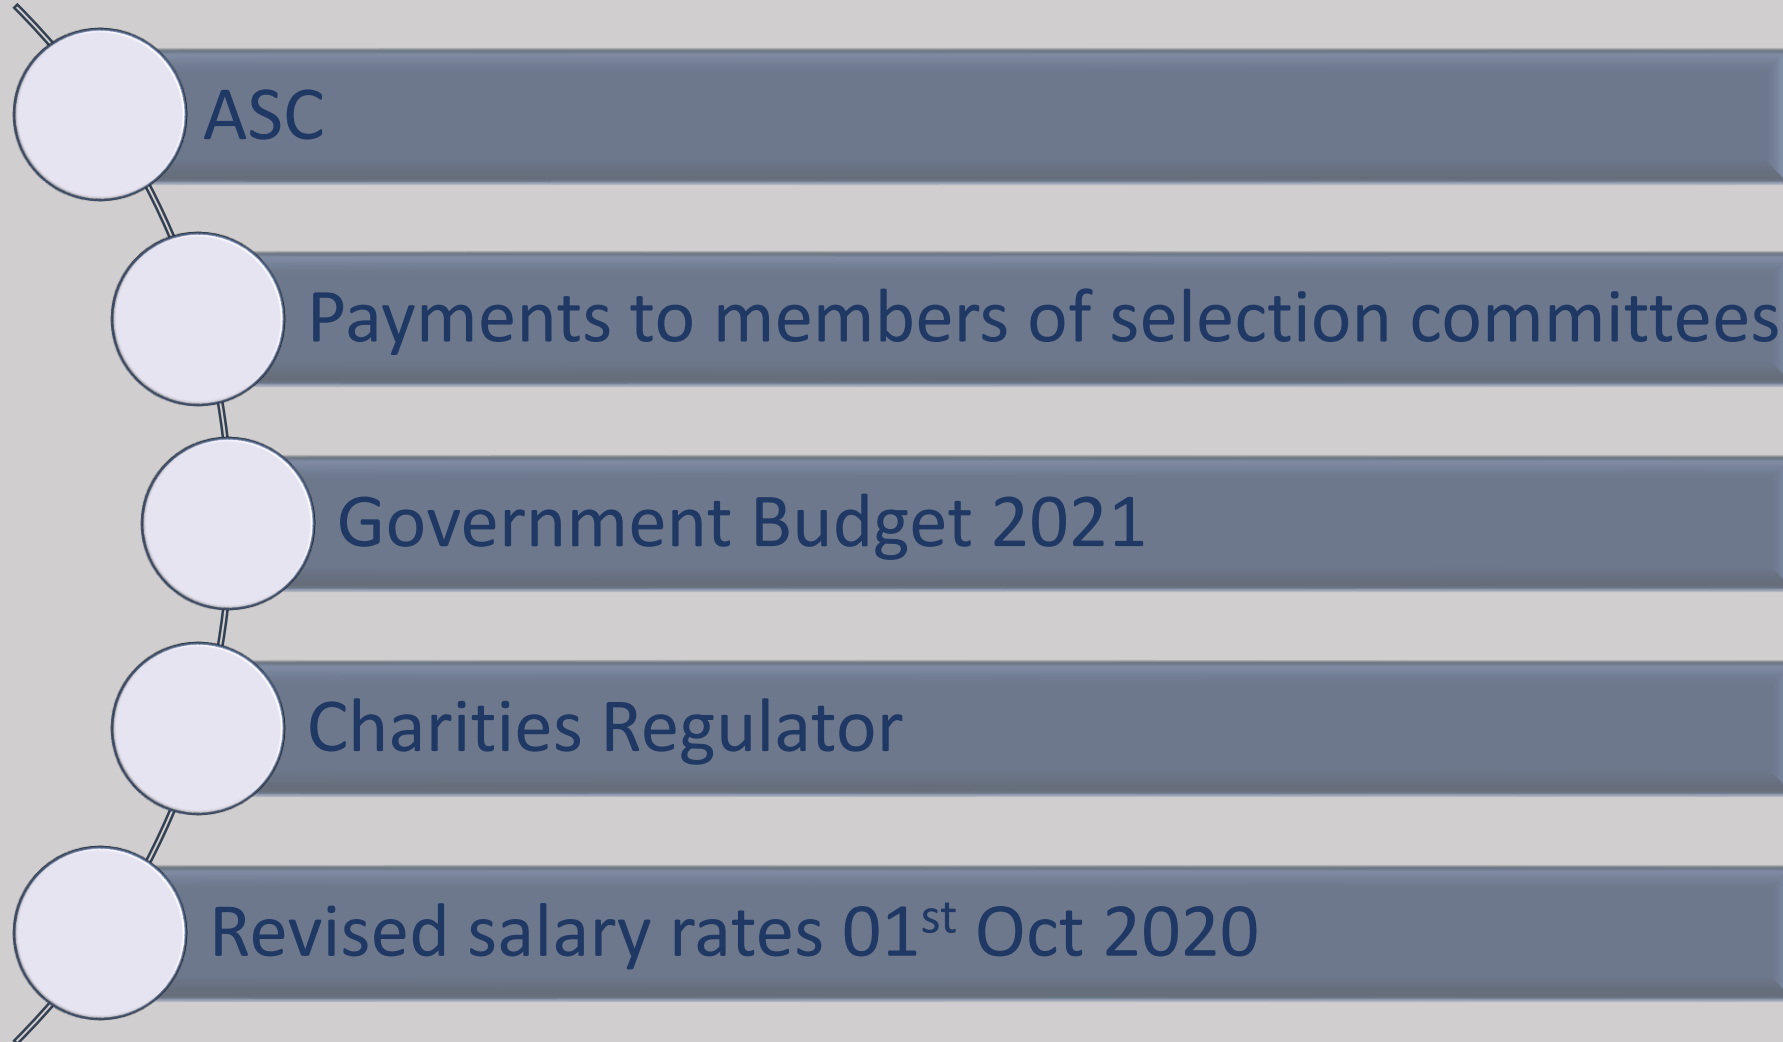 ASC
Payments to members of selection committees
Government Budget 2021
Charities Regulator
Revised salary rates 01st Oct 2020